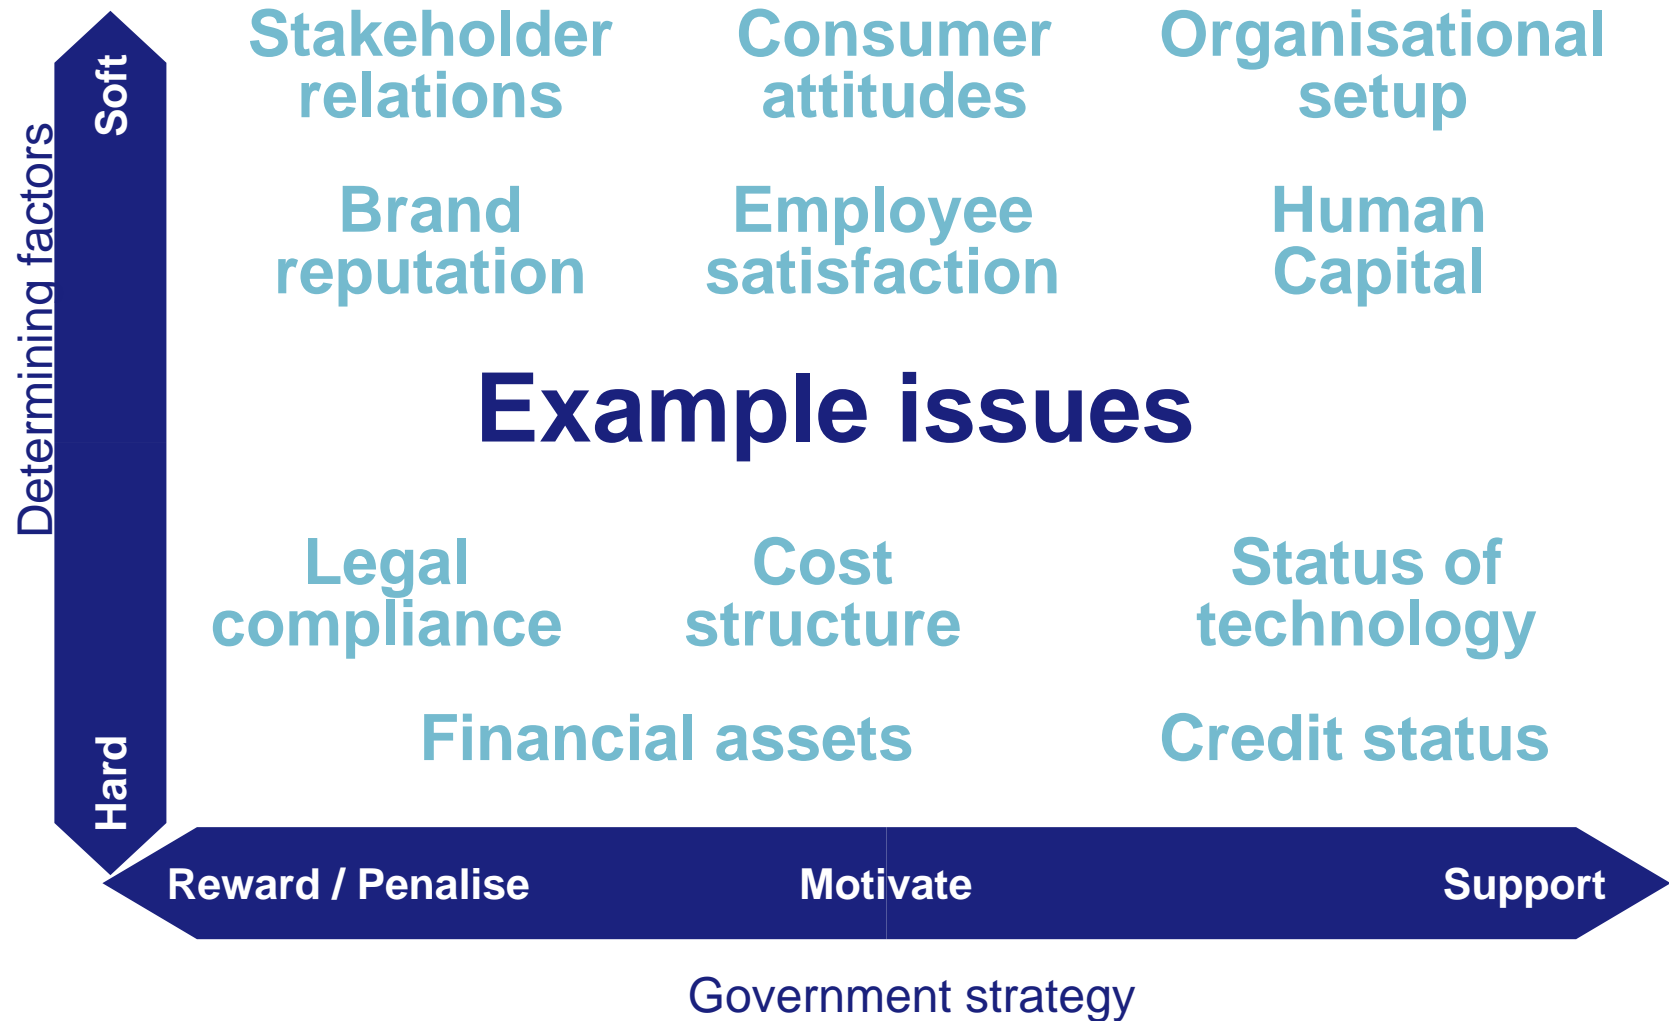 Determining factors
Soft
Hard
Stakeholder
relations
Consumer
attitudes
Organisational
setup
Brand
reputation
Employee
satisfaction
Human
Capital
Example issues
Legal
compliance
Cost
structure
Status of
technology
Financial assets
Credit status
Reward / Penalise
Motivate
Support
Government strategy